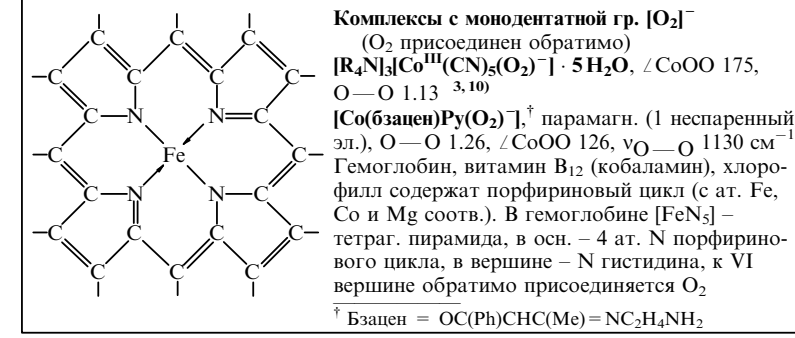 Комплексы с монодентатной гр. [O₂]⁻
(O₂ присоединен обратимо)
[R₄N]₃[Coᴵᴵᴵ(CN)₅(O₂)⁻] · 5 H₂O, ∠CoOO 175,
O—O 1.13 ³, ¹⁰⁾
[Co(бзацен)Py(O₂)⁻],† парамагн. (1 неспаренный
эл.), O—O 1.26, ∠CoOO 126, νO—O 1130 см⁻¹
Гемоглобин, витамин B₁₂ (кобаламин), хлоро-
филл содержат порфириновый цикл (с ат. Fe,
Co и Mg соотв.). В гемоглобине [FeN₅] –
тетраг. пирамида, в осн. – 4 ат. N порфирино-
вого цикла, в вершине – N гистидина, к VI
вершине обратимо присоединяется O₂
† Бзацен = OC(Ph)CHC(Me)=NC₂H₄NH₂
C C C
C C C C
N N
C C
C Fe C
C C
N N
C C C C
C C C